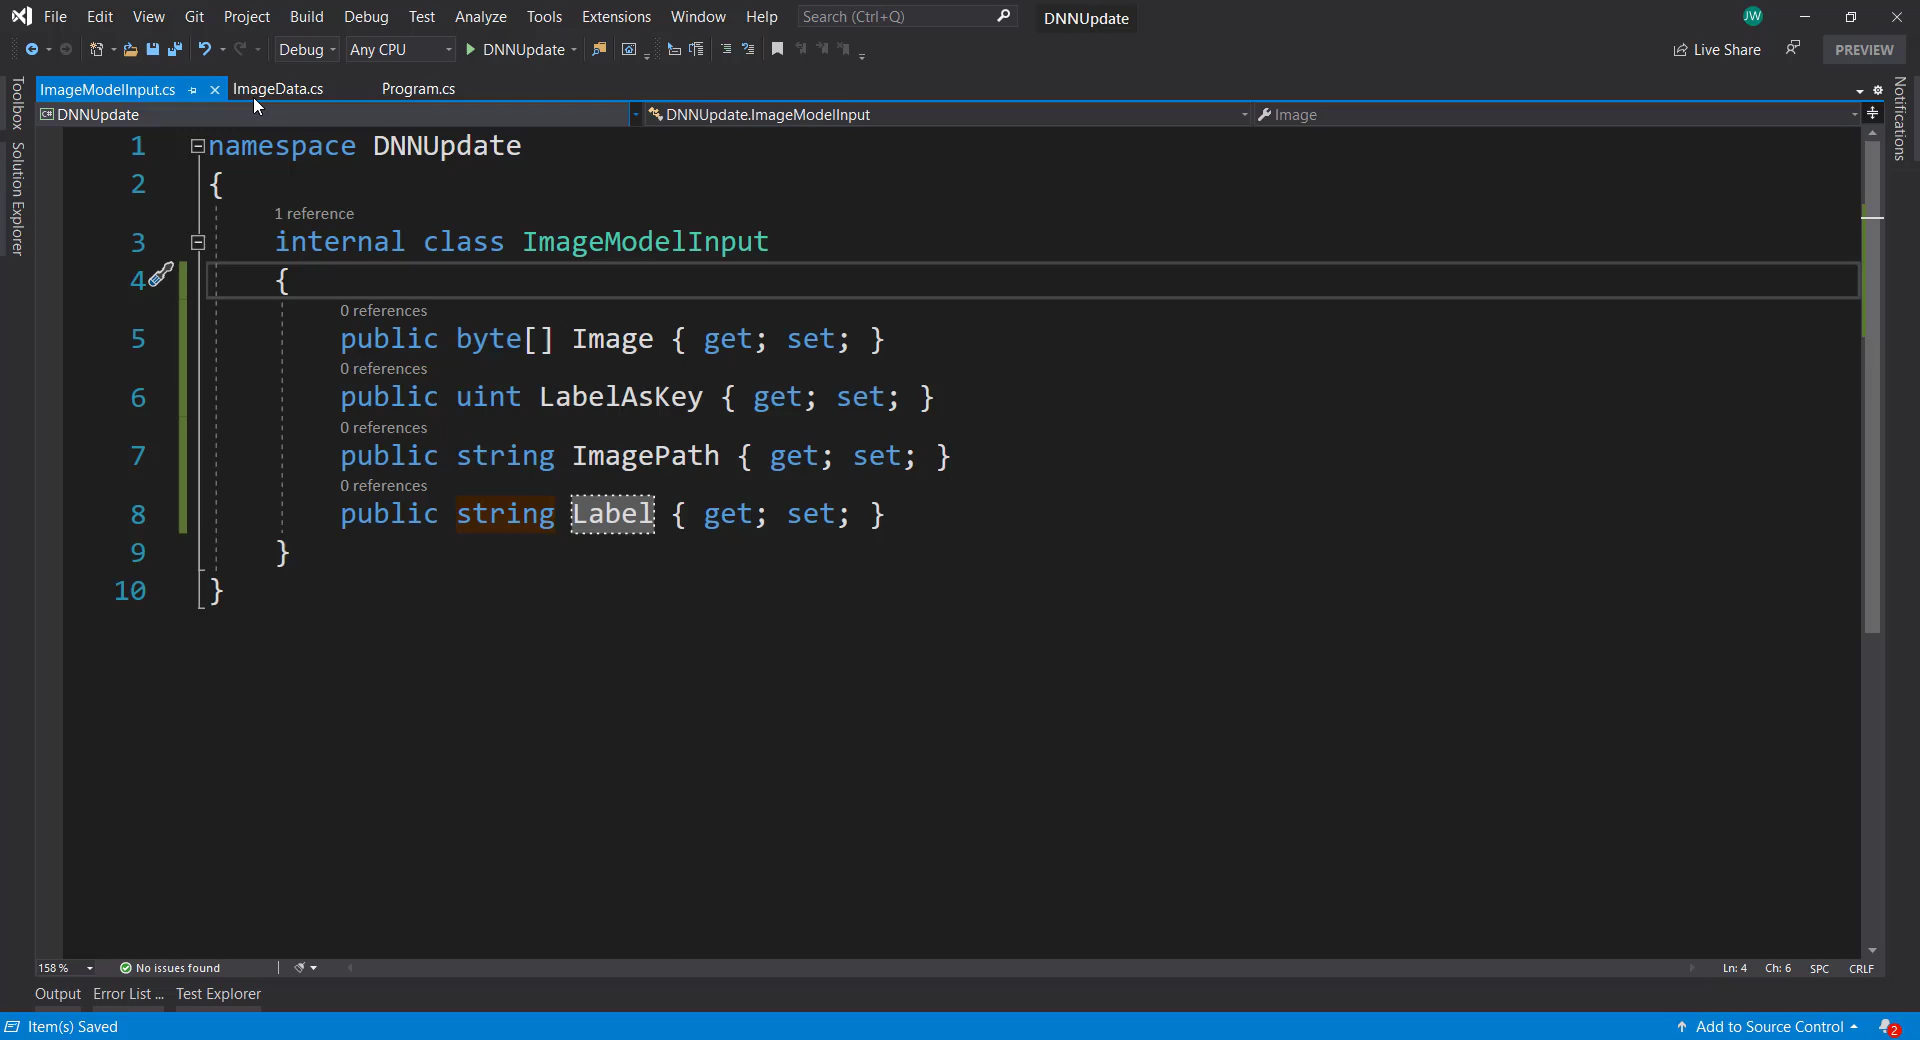 File Edit View Git Project Build Debug Test Analyze Tools Extensions Window Help Search (Ctrl+Q) DNNUpdate JW
Debug Any CPU DNNUpdate Live Share PREVIEW
Toolbox
Solution Explorer
ImageModelInput.cs ImageData.cs Program.cs
DNNUpdate DNNUpdate.ImageModelInput Image
Notifications
1 namespace DNNUpdate
2 {
1 reference
3 internal class ImageModelInput
4 {
0 references
5 public byte[] Image { get; set; }
0 references
6 public uint LabelAsKey { get; set; }
0 references
7 public string ImagePath { get; set; }
0 references
8 public string Label { get; set; }
9 }
10 }
158 % No issues found Ln: 4 Ch: 6 SPC CRLF
Output Error List ... Test Explorer
Item(s) Saved Add to Source Control 2